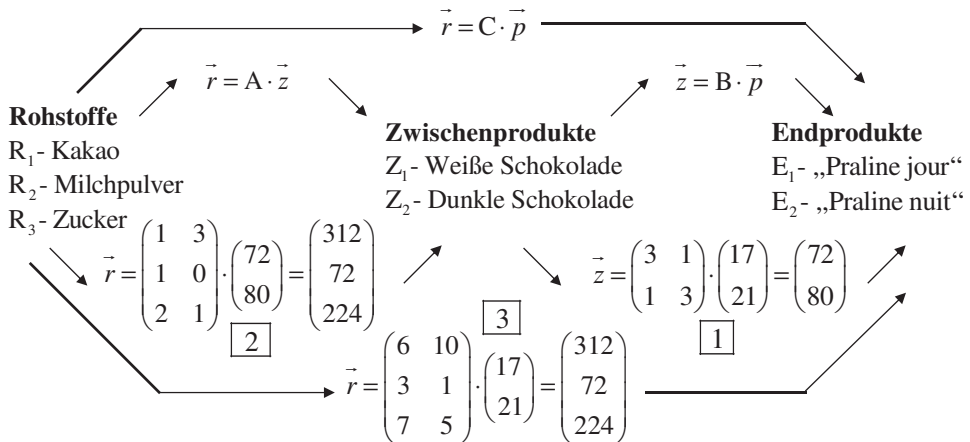 r⃗ = C · p⃗
r⃗ = A · z⃗
z⃗ = B · p⃗
Rohstoffe
R₁- Kakao
R₂- Milchpulver
R₃- Zucker
Zwischenprodukte
Z₁- Weiße Schokolade
Z₂- Dunkle Schokolade
Endprodukte
E₁- „Praline jour“
E₂- „Praline nuit“
r⃗ = (1 3; 1 0; 2 1) · (72; 80) = (312; 72; 224)
2
z⃗ = (3 1; 1 3) · (17; 21) = (72; 80)
1
3
r⃗ = (6 10; 3 1; 7 5) · (17; 21) = (312; 72; 224)